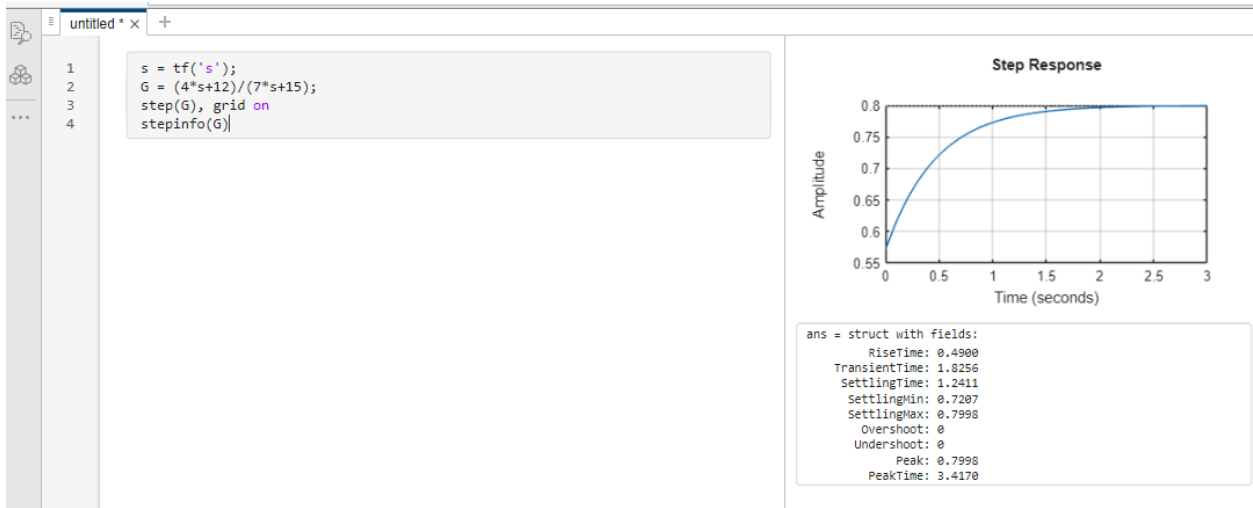 untitled * × +
1 s = tf('s');
2 G = (4*s+12)/(7*s+15);
3 step(G), grid on
4 stepinfo(G)
Step Response
0.8
0.75
0.7
0.65
0.6
0.55
Amplitude
0 0.5 1 1.5 2 2.5 3
Time (seconds)
ans = struct with fields:
RiseTime: 0.4900
TransientTime: 1.8256
SettlingTime: 1.2411
SettlingMin: 0.7207
SettlingMax: 0.7998
Overshoot: 0
Undershoot: 0
Peak: 0.7998
PeakTime: 3.4170